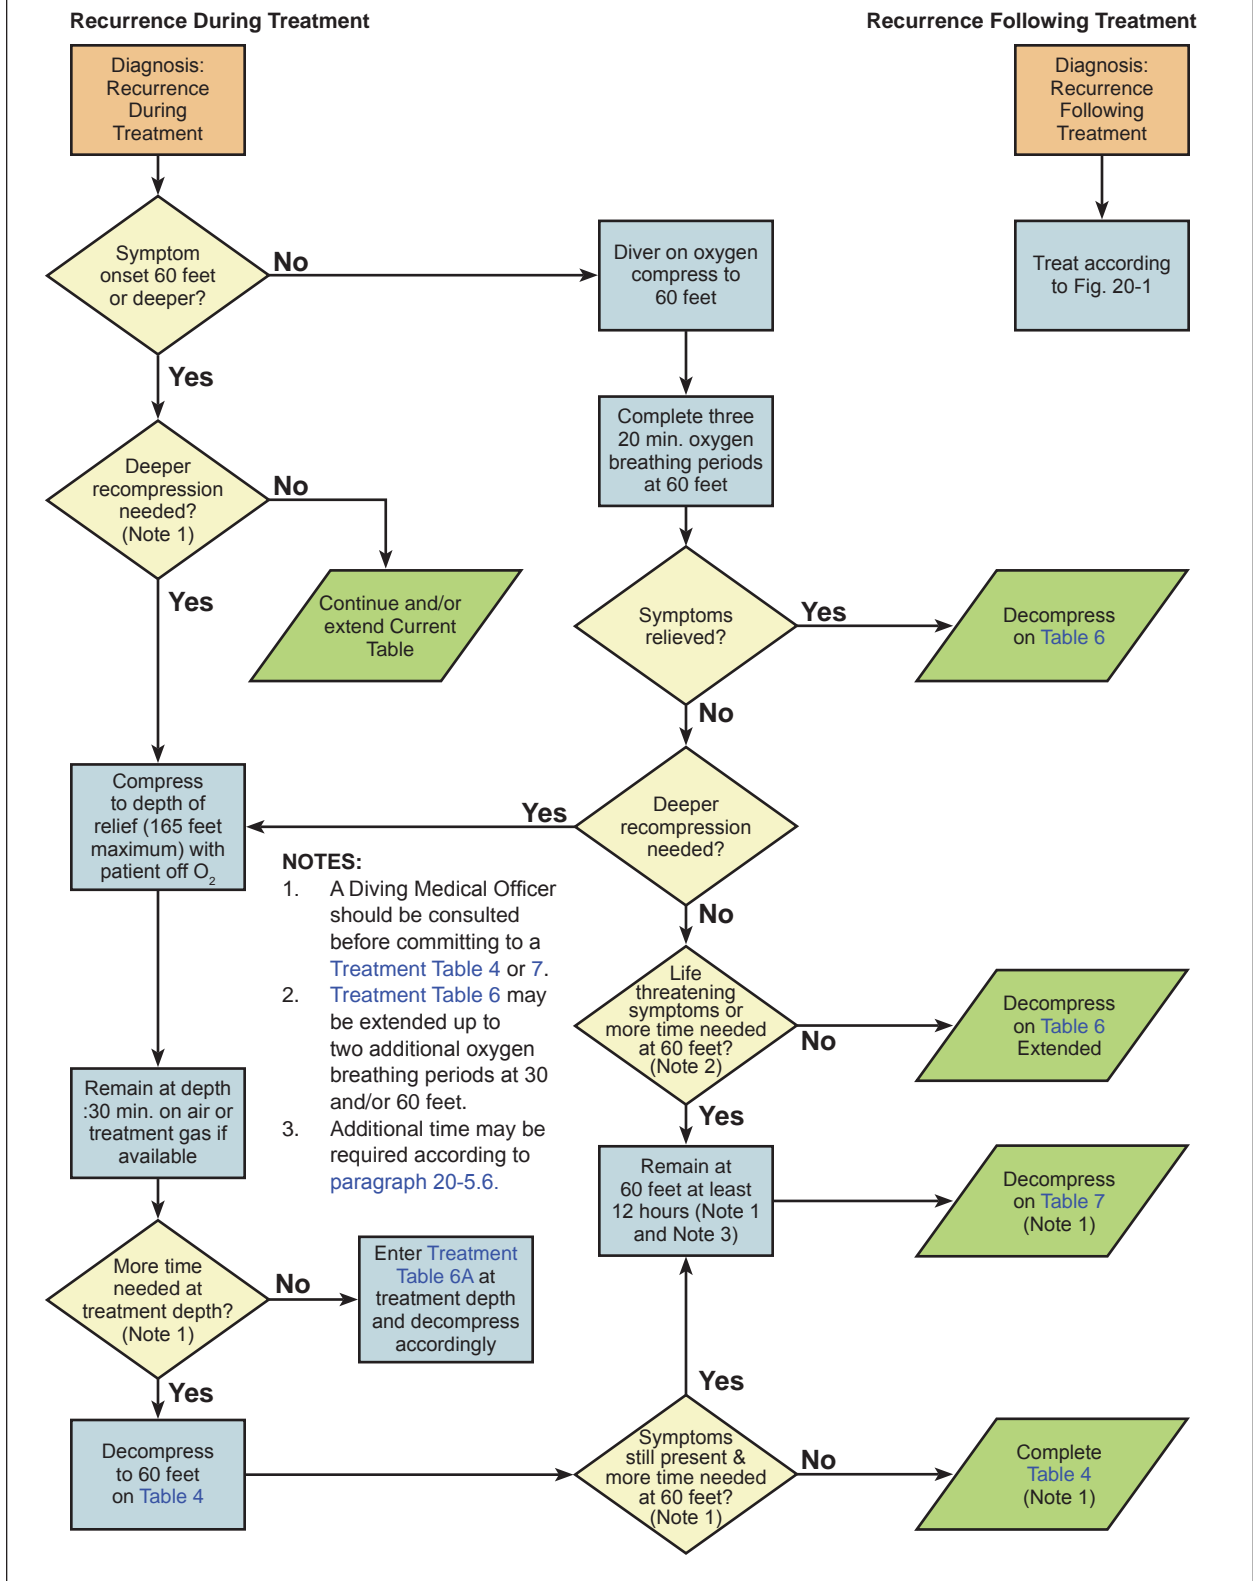 Recurrence During Treatment
Recurrence Following Treatment
Diagnosis:
Recurrence
During
Treatment
Diagnosis:
Recurrence
Following
Treatment
Symptom
onset 60 feet
or deeper?
No
Diver on oxygen
compress to
60 feet
Treat according
to Fig. 20-1
Yes
Complete three
20 min. oxygen
breathing periods
at 60 feet
Deeper
recompression
needed?
(Note 1)
No
Yes
Continue and/or
extend Current
Table
Symptoms
relieved?
Yes
Decompress
on Table 6
No
Compress
to depth of
relief (165 feet
maximum) with
patient off O2
Yes
Deeper
recompression
needed?
No
NOTES:
1. A Diving Medical Officer
should be consulted
before committing to a
Treatment Table 4 or 7.
2. Treatment Table 6 may
be extended up to
two additional oxygen
breathing periods at 30
and/or 60 feet.
3. Additional time may be
required according to
paragraph 20-5.6.
Life
threatening
symptoms or
more time needed
at 60 feet?
(Note 2)
No
Decompress
on Table 6
Extended
Yes
Remain at depth
:30 min. on air or
treatment gas if
available
Remain at
60 feet at least
12 hours (Note 1
and Note 3)
Decompress
on Table 7
(Note 1)
More time
needed at
treatment depth?
(Note 1)
No
Enter Treatment
Table 6A at
treatment depth
and decompress
accordingly
Yes
Yes
Decompress
to 60 feet
on Table 4
Symptoms
still present &
more time needed
at 60 feet?
(Note 1)
No
Complete
Table 4
(Note 1)